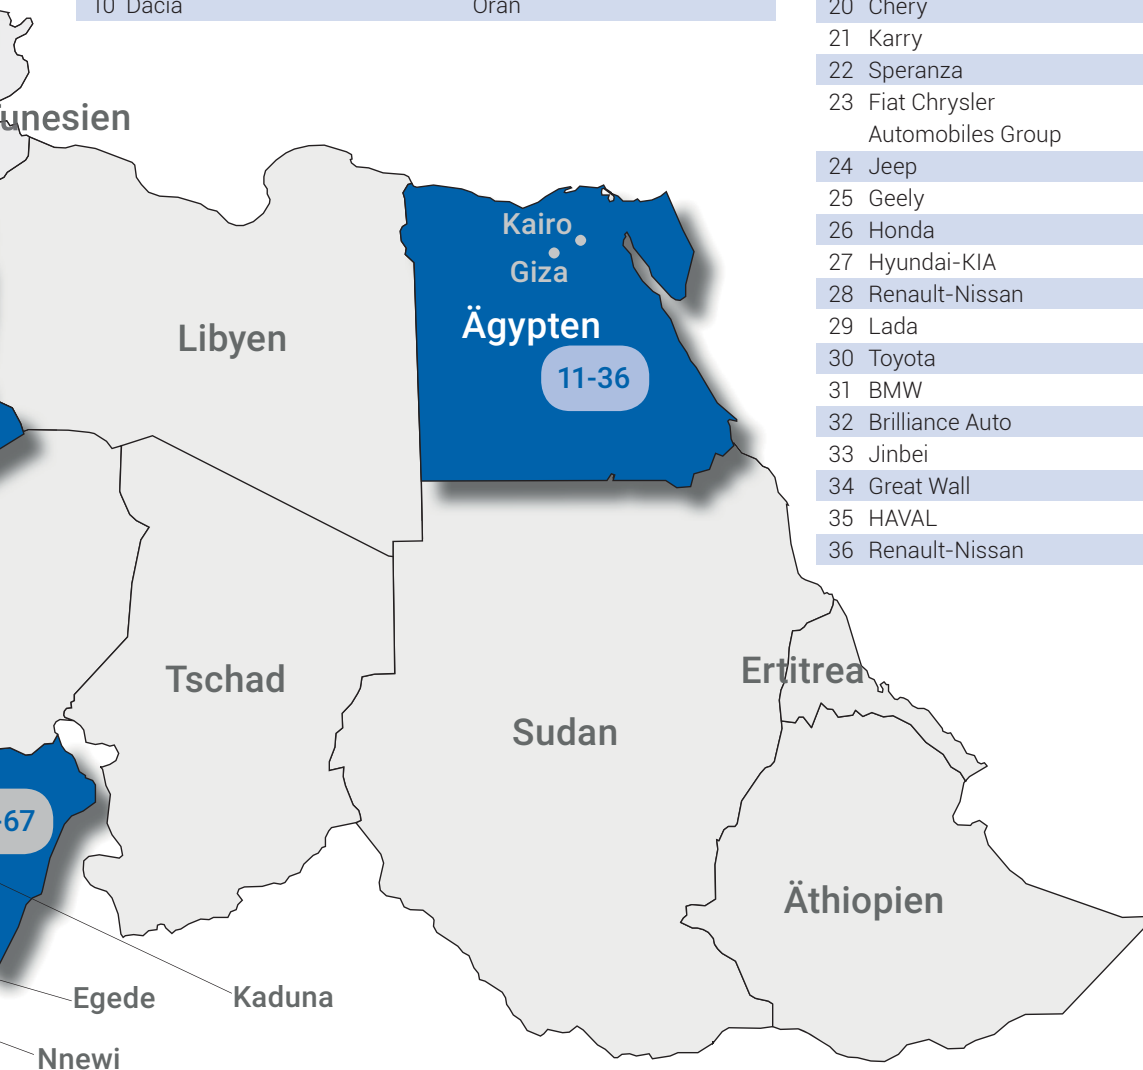 10 Dacia Oran
20 Chery
21 Karry
22 Speranza
23 Fiat Chrysler
Automobiles Group
24 Jeep
25 Geely
26 Honda
27 Hyundai-KIA
28 Renault-Nissan
29 Lada
30 Toyota
31 BMW
32 Brilliance Auto
33 Jinbei
34 Great Wall
35 HAVAL
36 Renault-Nissan
unesien
Kairo
Giza
Ägypten
11-36
Libyen
Tschad
Sudan
Ertitrea
-67
Äthiopien
Egede
Kaduna
Nnewi